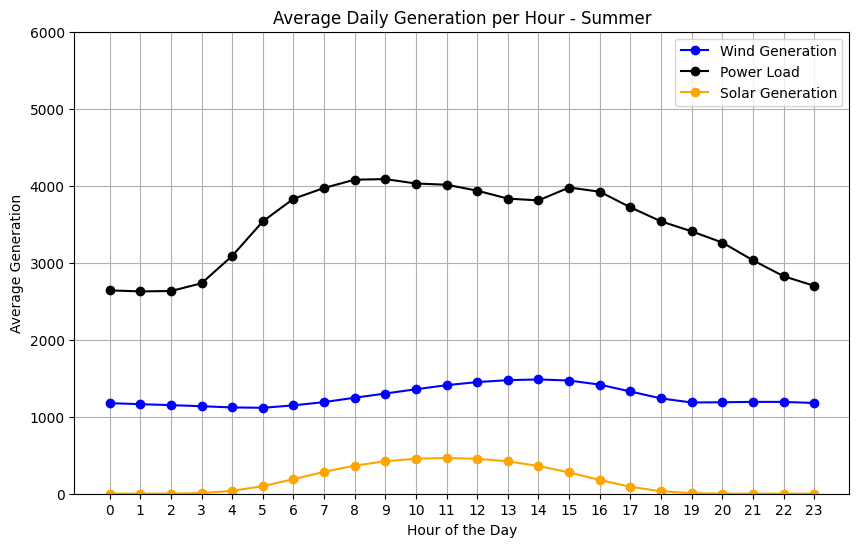 Average Daily Generation per Hour - Summer
Wind Generation
Power Load
Solar Generation
Average Generation
6000
5000
4000
3000
2000
1000
0
0 1 2 3 4 5 6 7 8 9 10 11 12 13 14 15 16 17 18 19 20 21 22 23
Hour of the Day